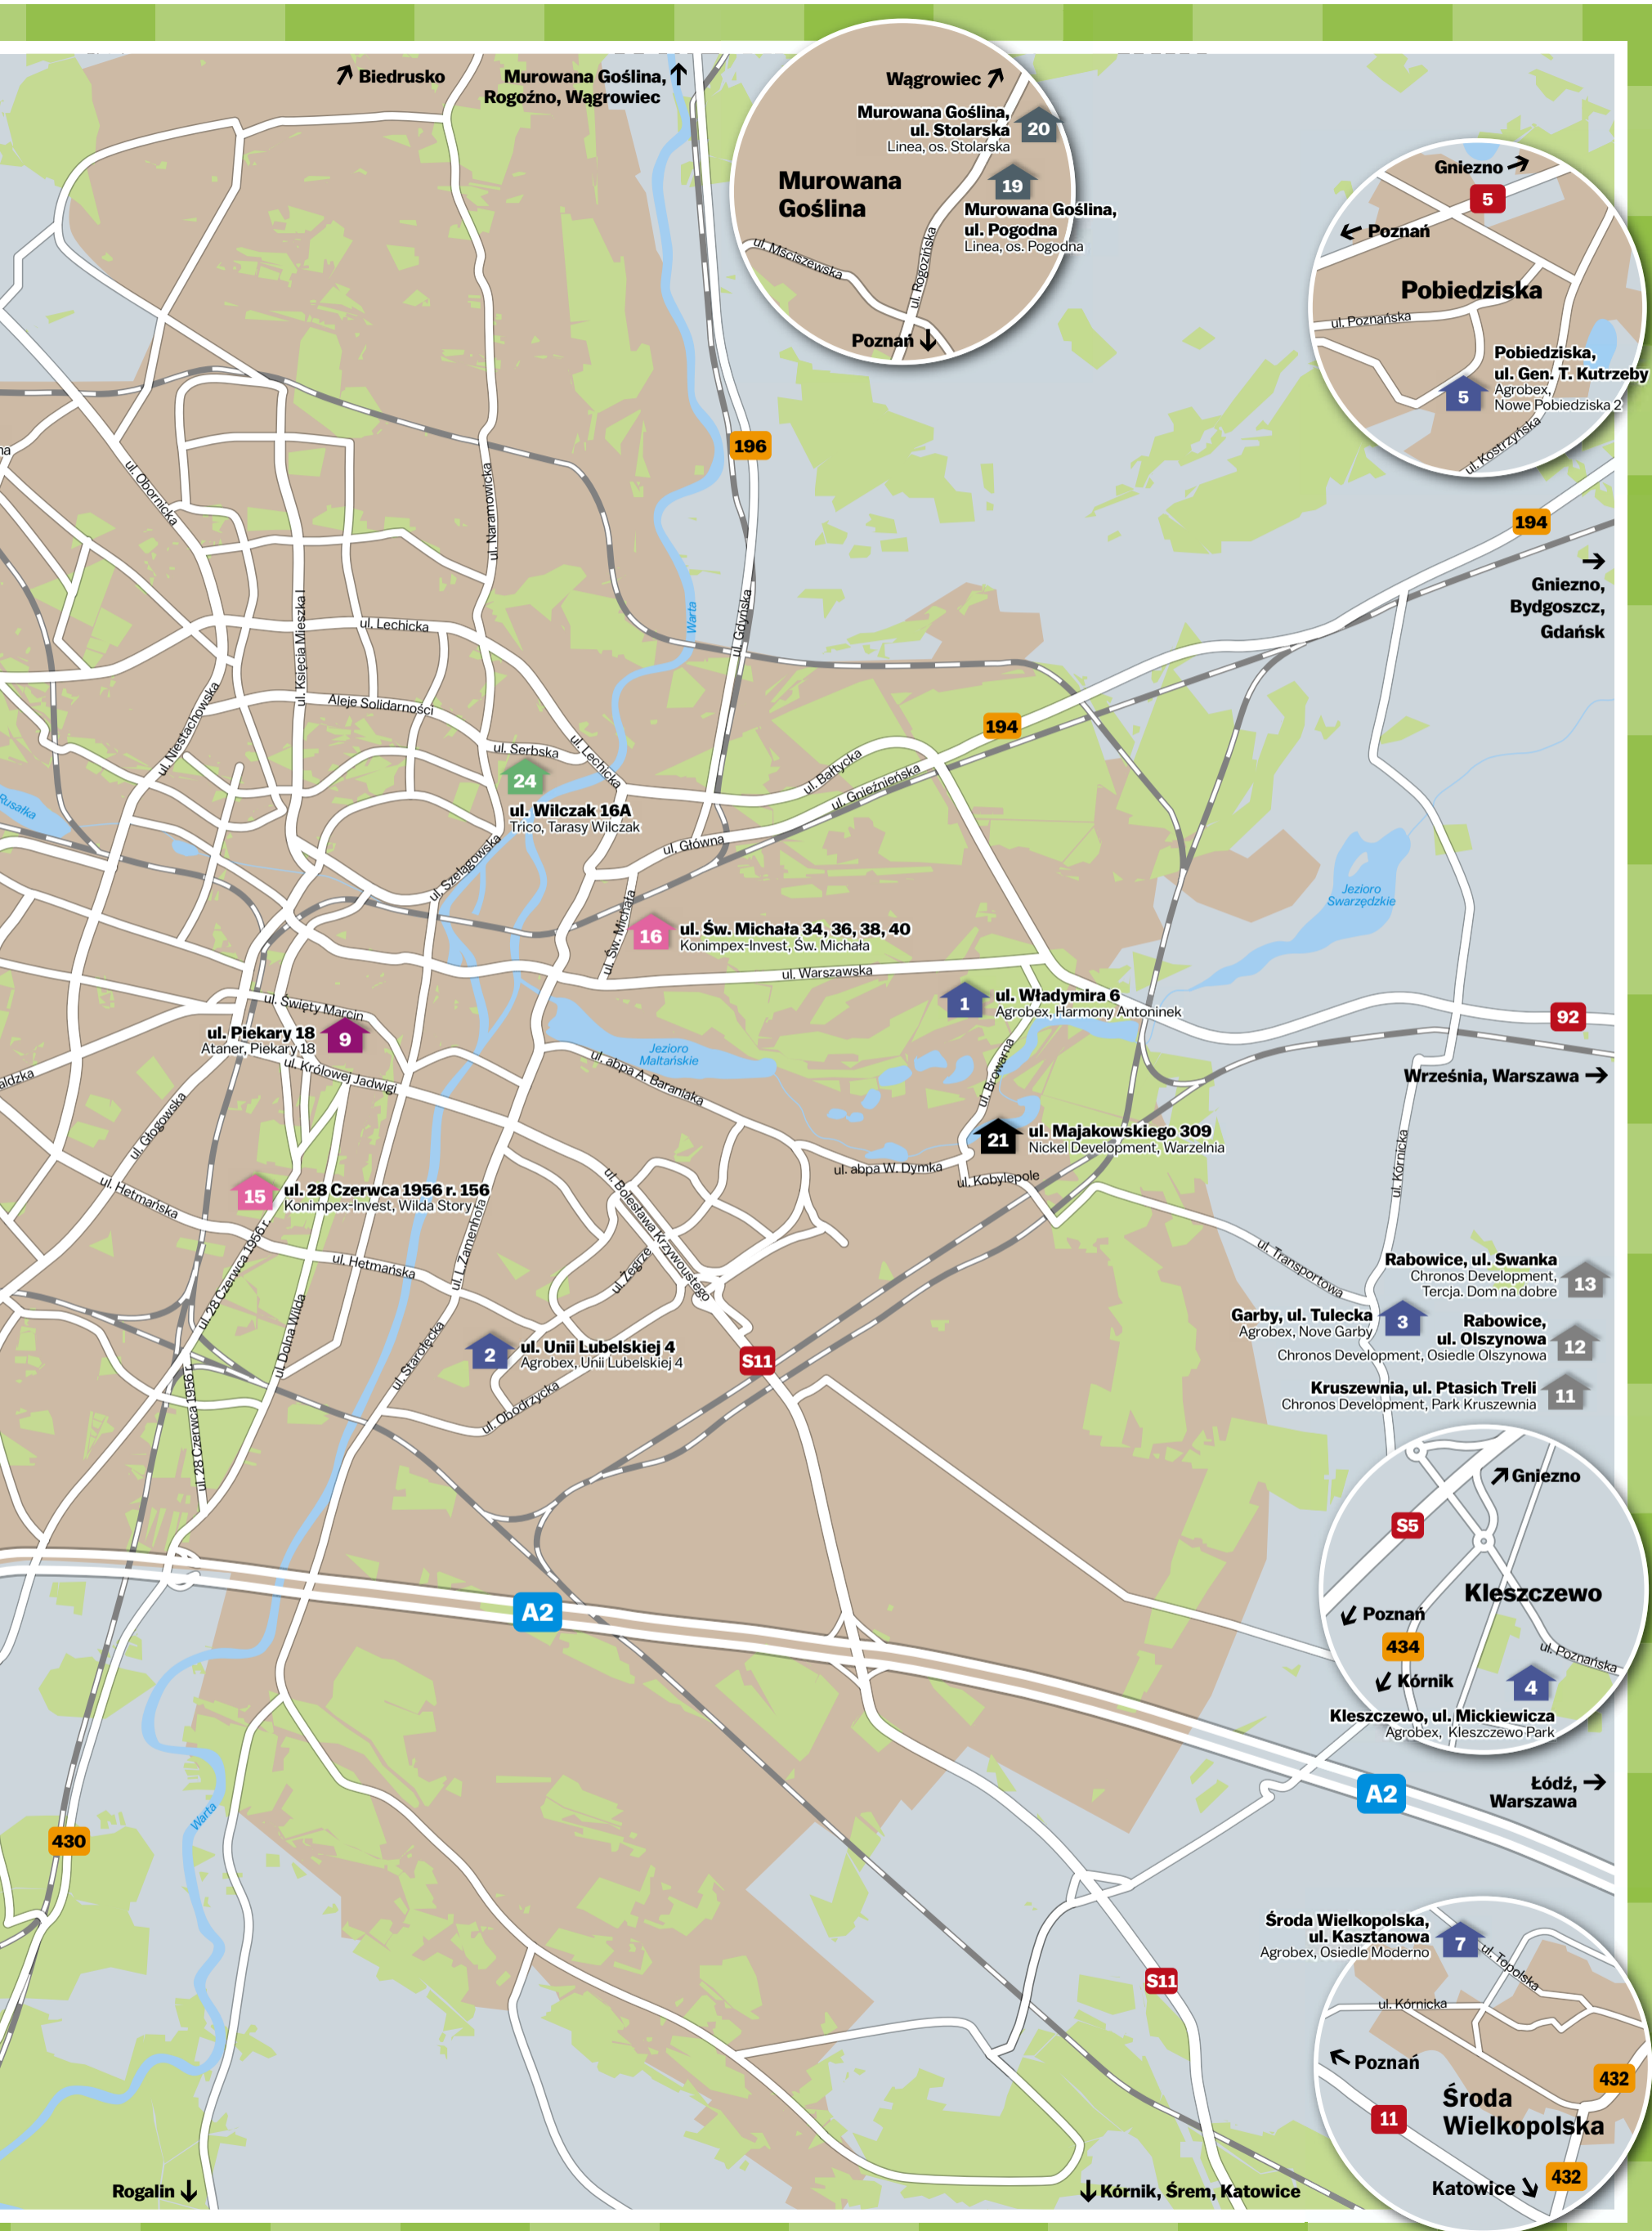 Biedrusko
Murowana Goślina,
Rogoźno, Wągrowiec
Wągrowiec
Murowana Goślina,
ul. Stolarska
Linea, os. Stolarska
20
Murowana
Goślina
19
Murowana Goślina,
ul. Pogodna
Linea, os. Pogodna
ul. Mściszewska
ul. Rogozińska
Poznań
Gniezno
5
Poznań
Pobiedziska
ul. Poznańska
Pobiedziska,
ul. Gen. T. Kutrzeby
Agrobex,
Nowe Pobiedziska 2
5
ul. Kostrzyńska
196
ul. Obornicka
ul. Naramowicka
194
Gniezno,
Bydgoszcz,
Gdańsk
Warta
ul. Gdyńska
ul. Księcia Mieszka I
ul. Lechicka
Aleje Solidarności
ul. Niestachowska
194
ul. Serbska
ul. Lechicka
24
ul. Wilczak 16A
Trico, Tarasy Wilczak
ul. Bałtycka
ul. Gnieźnieńska
Rusałka
ul. Główna
ul. Szelągowska
Jezioro
Swarzędzkie
ul. Św. Michała
16
ul. Św. Michała 34, 36, 38, 40
Konimpex-Invest, Św. Michała
ul. Warszawska
1
ul. Władymira 6
Agrobex, Harmony Antoninek
92
ul. Święty Marcin
ul. Piekary 18
Ataner, Piekary 18
9
ul. Królowej Jadwigi
Jezioro
Maltańskie
ul. abpa A. Baraniaka
ul. Browarna
Września, Warszawa
ul. Głogowska
21
ul. Majakowskiego 309
Nickel Development, Warzelnia
ul. abpa W. Dymka
ul. Kobylepole
ul. Kórnicka
ul. Hetmańska
15
ul. 28 Czerwca 1956 r. 156
Konimpex-Invest, Wilda Story
ul. Bolesława Krzywoustego
ul. L. Zamenhofa
ul. 28 Czerwca 1956 r.
ul. Hetmańska
ul. Żegrze
ul. Transportowa
Rabowice, ul. Swanka
Chronos Development,
Tercja. Dom na dobre
13
Garby, ul. Tulecka
Agrobex, Nove Garby
3
Rabowice,
ul. Olszynowa
Chronos Development, Osiedle Olszynowa
12
Kruszewnia, ul. Ptasich Treli
Chronos Development, Park Kruszewnia
11
ul. Dolna Wilda
ul. Starołęcka
2
ul. Unii Lubelskiej 4
Agrobex, Unii Lubelskiej 4
S11
ul. Obodrzycka
ul. 28 Czerwca 1956 r.
Gniezno
S5
Kleszczewo
Poznań
434
Kórnik
ul. Poznańska
4
Kleszczewo, ul. Mickiewicza
Agrobex, Kleszczewo Park
A2
A2
Łódź,
Warszawa
Warta
430
Środa Wielkopolska,
ul. Kasztanowa
Agrobex, Osiedle Moderno
7
ul. Topolska
S11
ul. Kórnicka
Poznań
432
11
Środa
Wielkopolska
432
Katowice
Rogalin
Kórnik, Śrem, Katowice